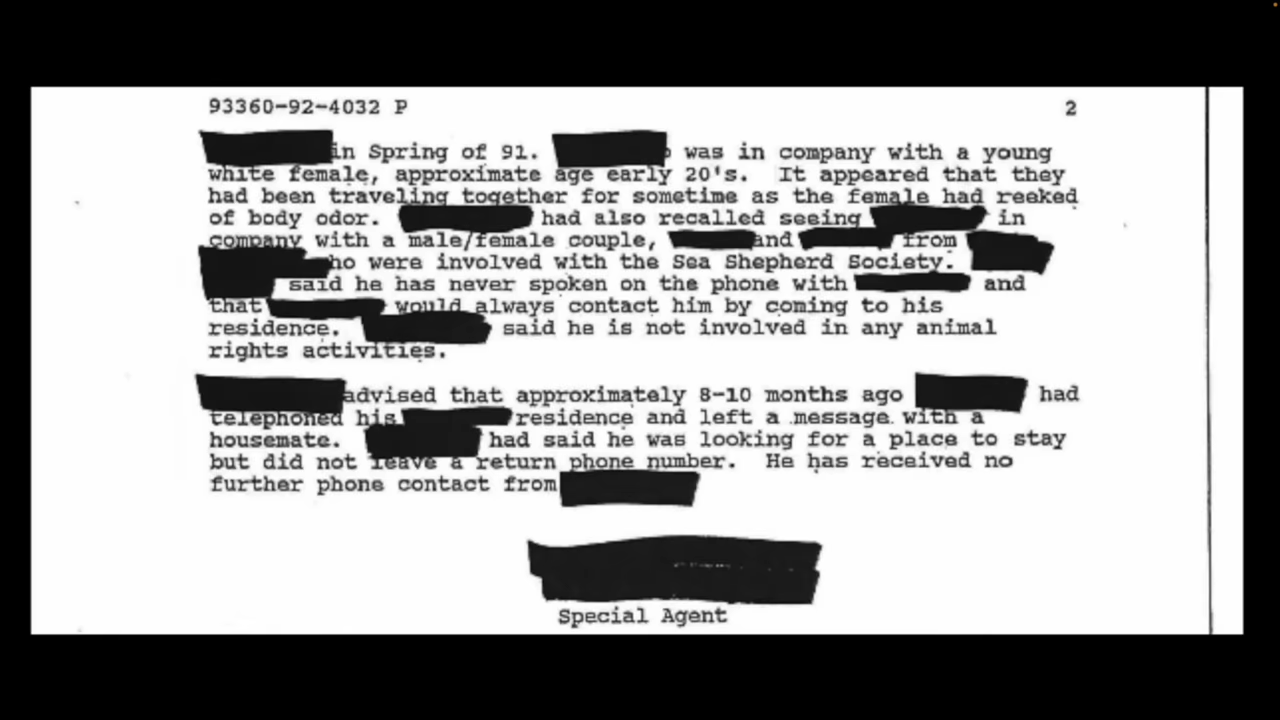 93360-92-4032 P 2
in Spring of 91. was in company with a young
white female, approximate age early 20's. It appeared that they
had been traveling together for sometime as the female had reeked
of body odor. had also recalled seeing in
company with a male/female couple, and from
ho were involved with the Sea Shepherd Society.
said he has never spoken on the phone with and
that would always contact him by coming to his
residence. said he is not involved in any animal
rights activities.
advised that approximately 8-10 months ago had
telephoned his residence and left a message with a
housemate. had said he was looking for a place to stay
but did not leave a return phone number. He has received no
further phone contact from
Special Agent